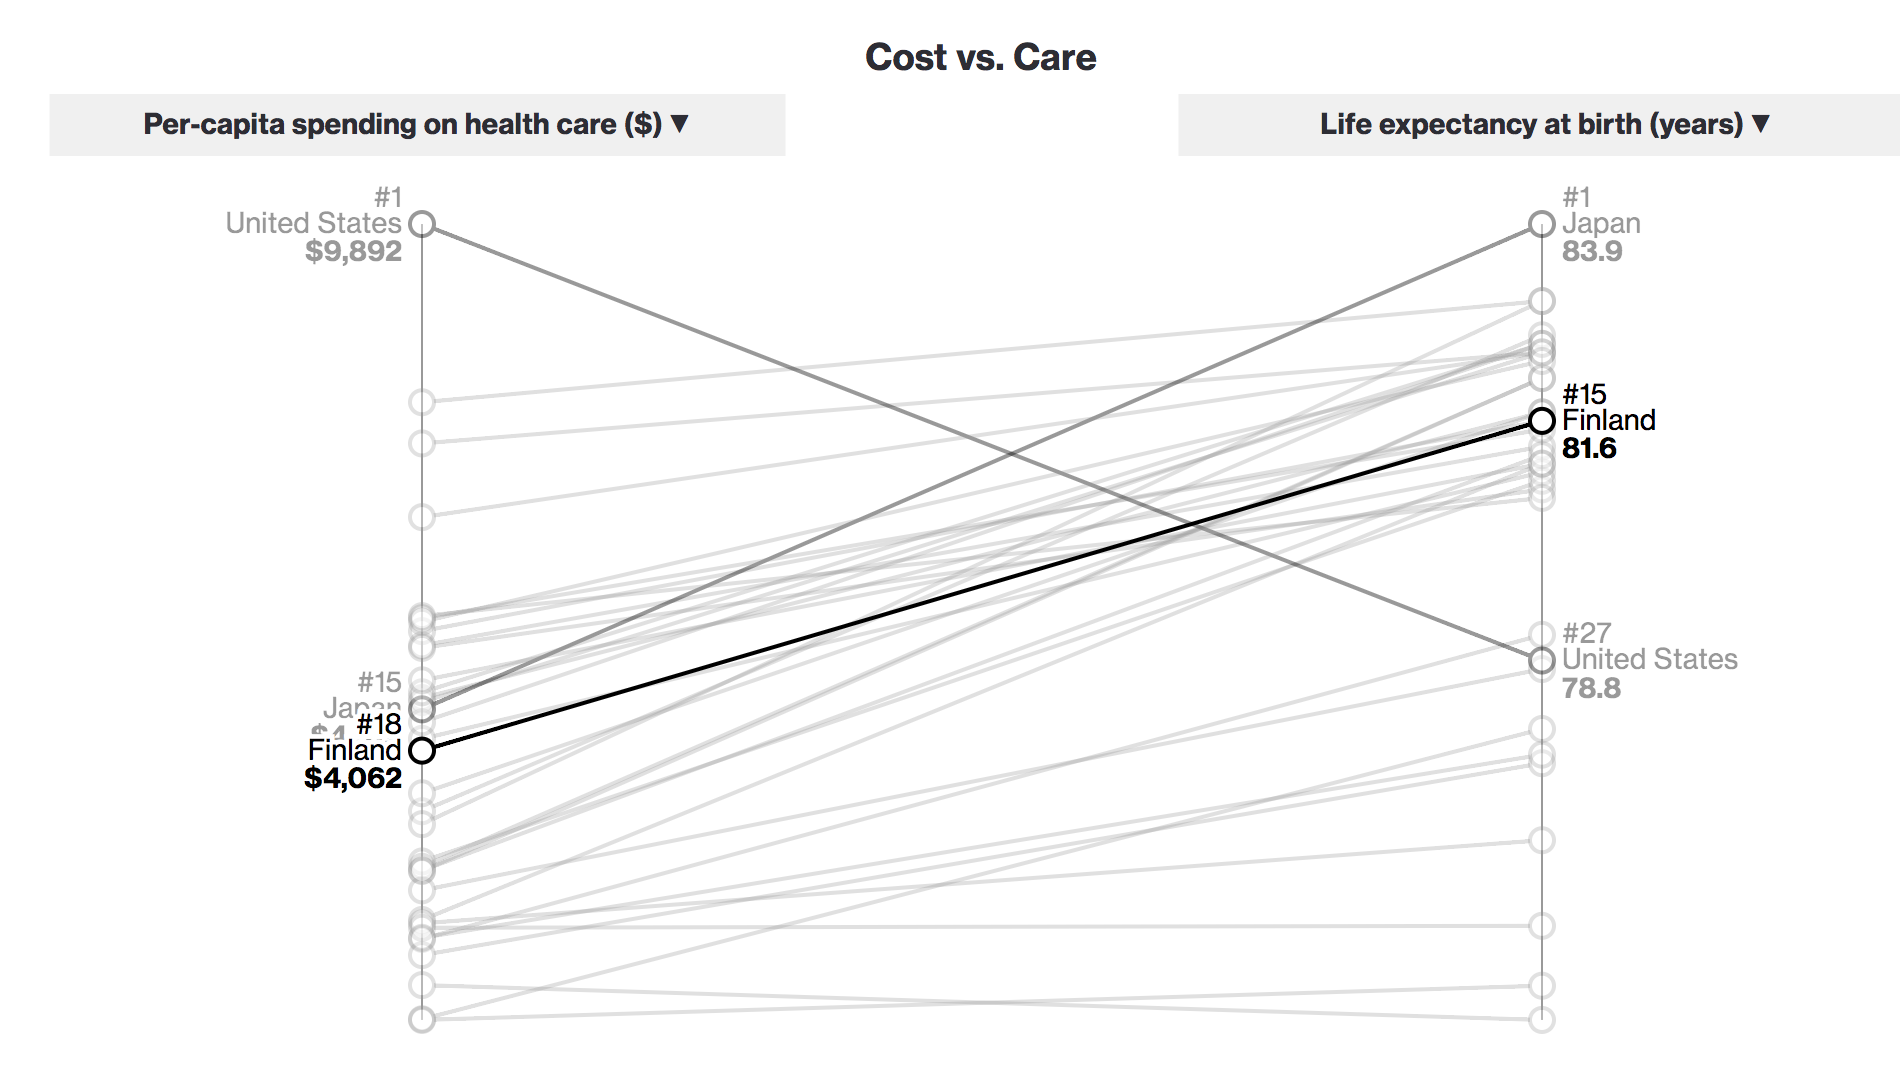 Cost vs. Care
Per-capita spending on health care ($) ▼
Life expectancy at birth (years) ▼
#1
United States
$9,892
#15
Japan
#18
Finland
$4,062
#1
Japan
83.9
#15
Finland
81.6
#27
United States
78.8